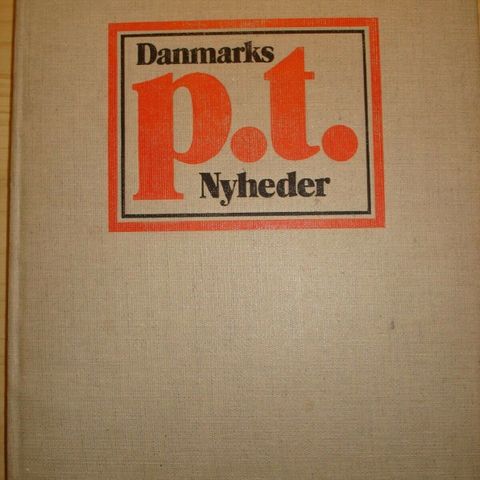 Danmarks
p.t.
Nyheder